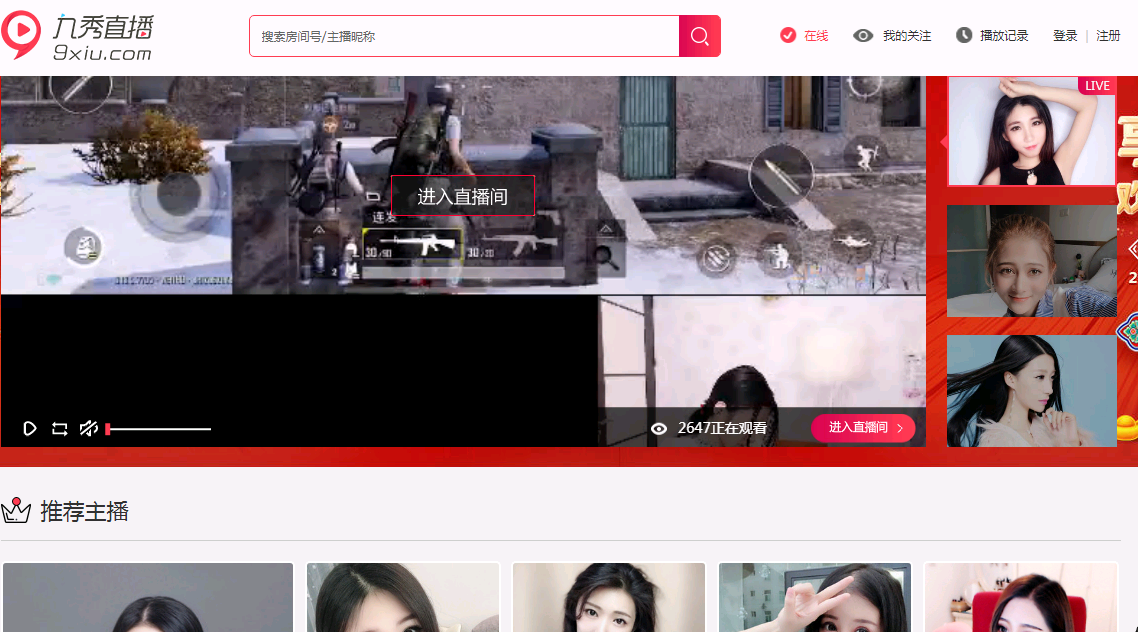 九秀直播
9xiu.com
搜索房间号/主播昵称
在线
我的关注
播放记录
登录 | 注册
LIVE
进入直播间
连发
2647正在观看
进入直播间
推荐主播